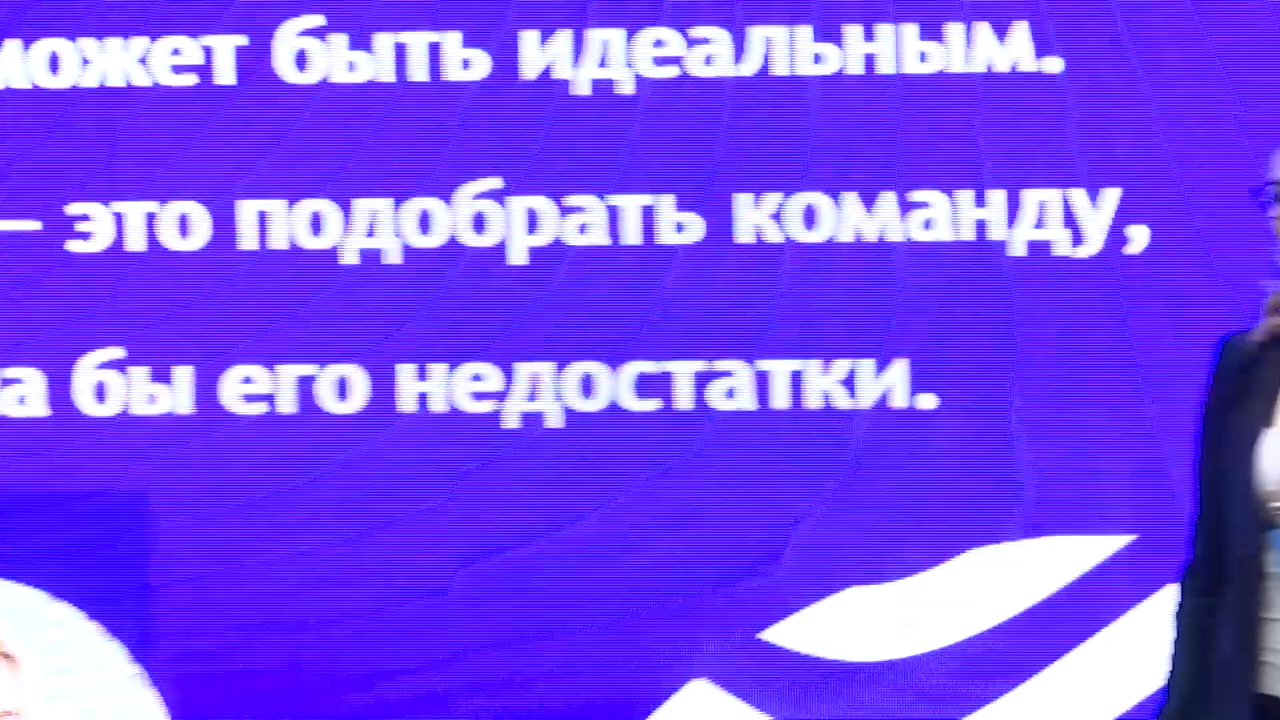 может быть идеальным.
– это подобрать команду,
а бы его недостатки.